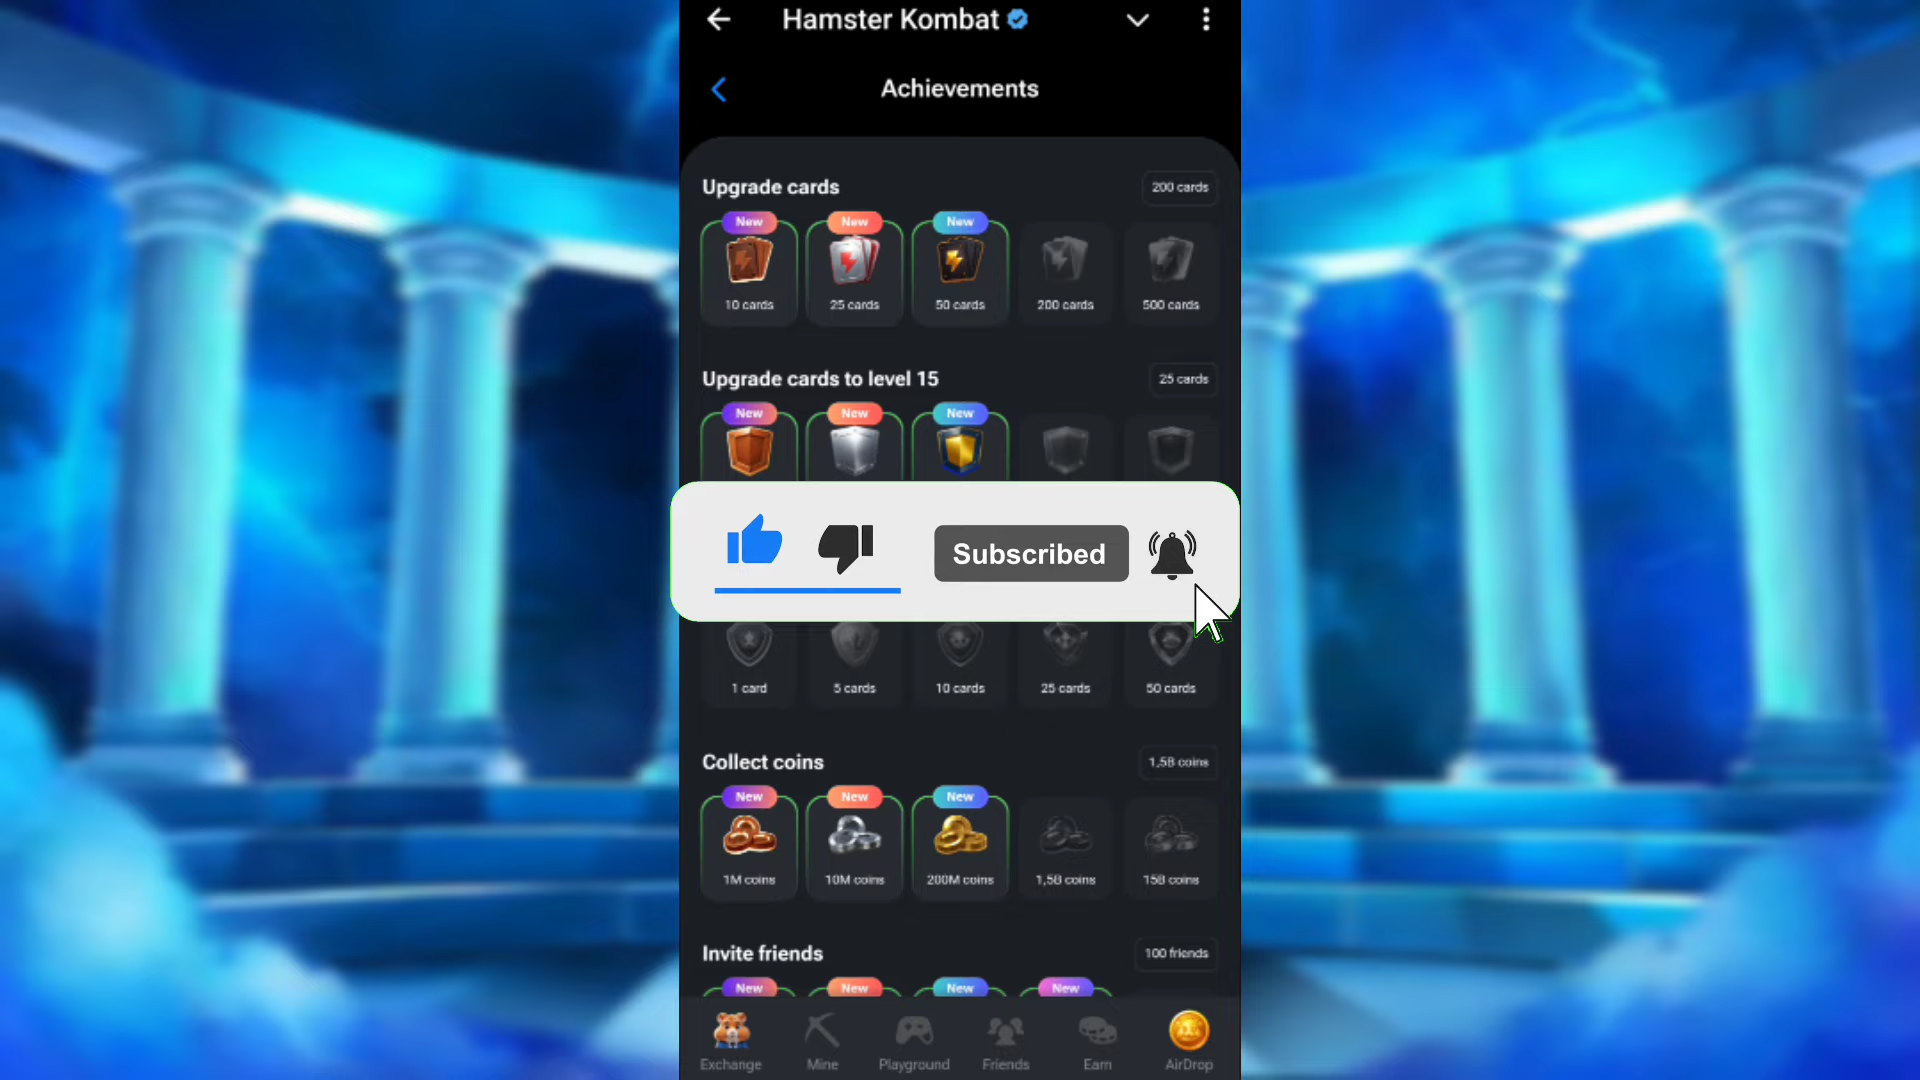 Hamster Kombat
Achievements
Upgrade cards
200 cards
New
New
New
10 cards
25 cards
50 cards
200 cards
500 cards
Upgrade cards to level 15
25 cards
New
New
New
Subscribed
1 card
5 cards
10 cards
25 cards
50 cards
Collect coins
1,5B coins
New
New
New
1M coins
10M coins
200M coins
1,5B coins
15B coins
Invite friends
100 friends
New
New
New
New
Exchange
Mine
Playground
Friends
Earn
AirDrop